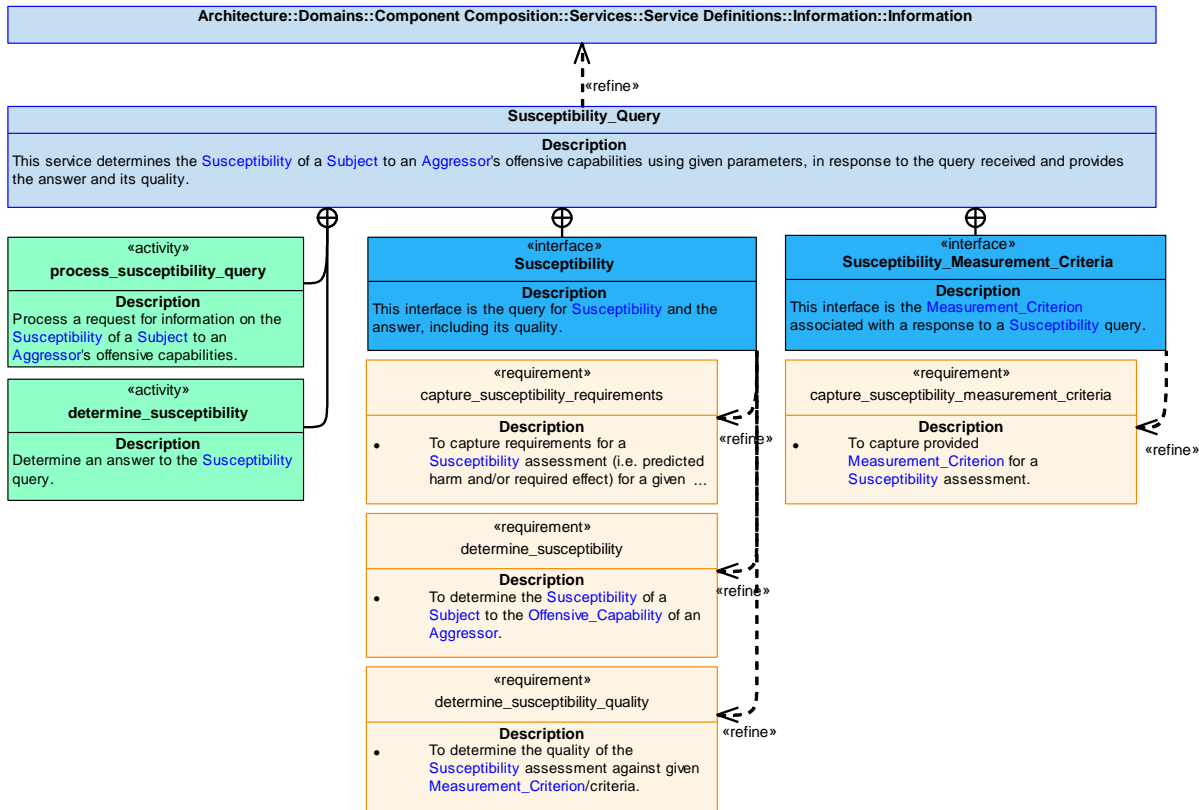 Architecture::Domains::Component Composition::Services::Service Definitions::Information::Information
«refine»
Susceptibility_Query
Description
This service determines the Susceptibility of a Subject to an Aggressor's offensive capabilities using given parameters, in response to the query received and provides
the answer and its quality.
«activity»
process_susceptibility_query
Description
Process a request for information on the
Susceptibility of a Subject to an
Aggressor's offensive capabilities.
«activity»
determine_susceptibility
Description
Determine an answer to the Susceptibility
query.
«interface»
Susceptibility
Description
This interface is the query for Susceptibility and the
answer, including its quality.
«requirement»
capture_susceptibility_requirements
Description
• To capture requirements for a
Susceptibility assessment (i.e. predicted
harm and/or required effect) for a given ...
«refine»
«requirement»
determine_susceptibility
Description
• To determine the Susceptibility of a
Subject to the Offensive_Capability of an
Aggressor.
«refine»
«requirement»
determine_susceptibility_quality
Description
• To determine the quality of the
Susceptibility assessment against given
Measurement_Criterion/criteria.
«refine»
«interface»
Susceptibility_Measurement_Criteria
Description
This interface is the Measurement_Criterion
associated with a response to a Susceptibility query.
«requirement»
capture_susceptibility_measurement_criteria
Description
• To capture provided
Measurement_Criterion for a
Susceptibility assessment.
«refine»